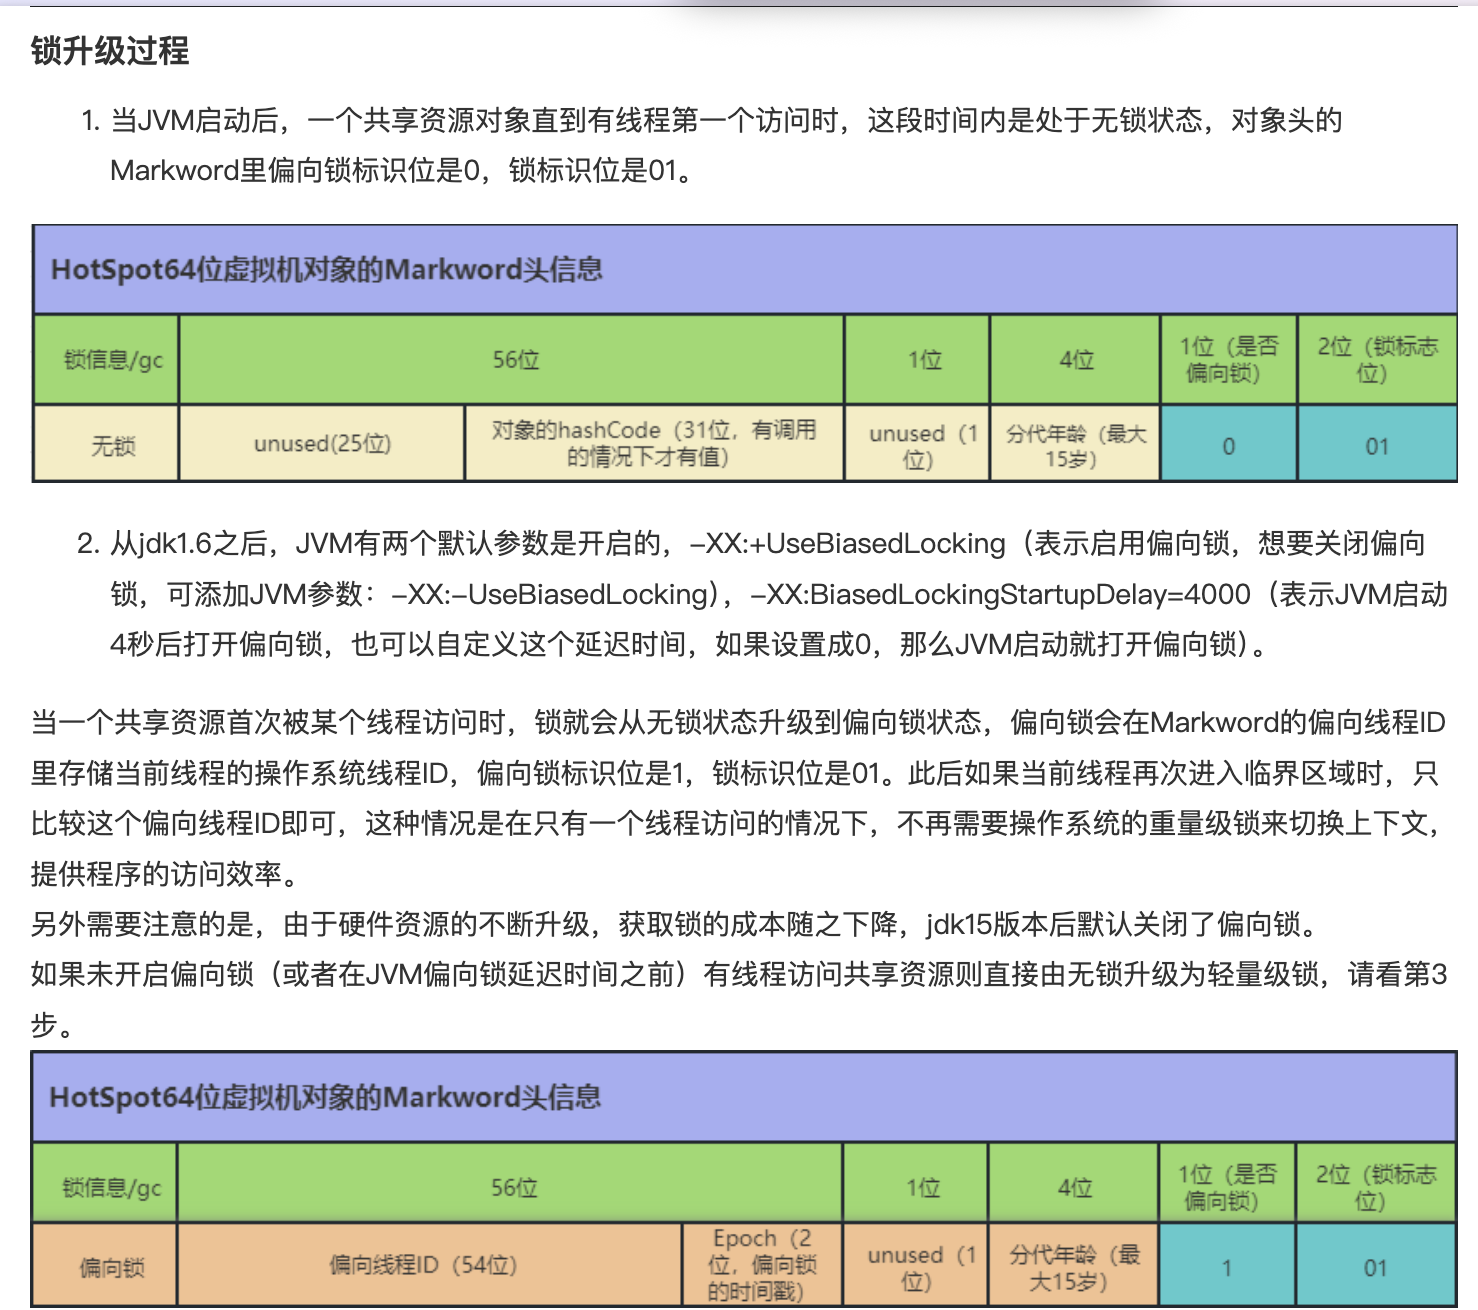 锁升级过程
1. 当JVM启动后，一个共享资源对象直到有线程第一个访问时，这段时间内是处于无锁状态，对象头的
Markword里偏向锁标识位是0，锁标识位是01。
HotSpot64位虚拟机对象的Markword头信息
锁信息/gc 56位 1位 4位 1位（是否偏向锁） 2位（锁标志位）
无锁 unused(25位) 对象的hashCode（31位，有调用的情况下才有值） unused（1位） 分代年龄（最大15岁） 0 01
2. 从jdk1.6之后，JVM有两个默认参数是开启的，–XX:+UseBiasedLocking（表示启用偏向锁，想要关闭偏向
锁，可添加JVM参数：–XX:–UseBiasedLocking），–XX:BiasedLockingStartupDelay=4000（表示JVM启动
4秒后打开偏向锁，也可以自定义这个延迟时间，如果设置成0，那么JVM启动就打开偏向锁）。
当一个共享资源首次被某个线程访问时，锁就会从无锁状态升级到偏向锁状态，偏向锁会在Markword的偏向线程ID
里存储当前线程的操作系统线程ID，偏向锁标识位是1，锁标识位是01。此后如果当前线程再次进入临界区域时，只
比较这个偏向线程ID即可，这种情况是在只有一个线程访问的情况下，不再需要操作系统的重量级锁来切换上下文，
提供程序的访问效率。
另外需要注意的是，由于硬件资源的不断升级，获取锁的成本随之下降，jdk15版本后默认关闭了偏向锁。
如果未开启偏向锁（或者在JVM偏向锁延迟时间之前）有线程访问共享资源则直接由无锁升级为轻量级锁，请看第3
步。
HotSpot64位虚拟机对象的Markword头信息
锁信息/gc 56位 1位 4位 1位（是否偏向锁） 2位（锁标志位）
偏向锁 偏向线程ID（54位） Epoch（2位，偏向锁的时间戳） unused（1位） 分代年龄（最大15岁） 1 01